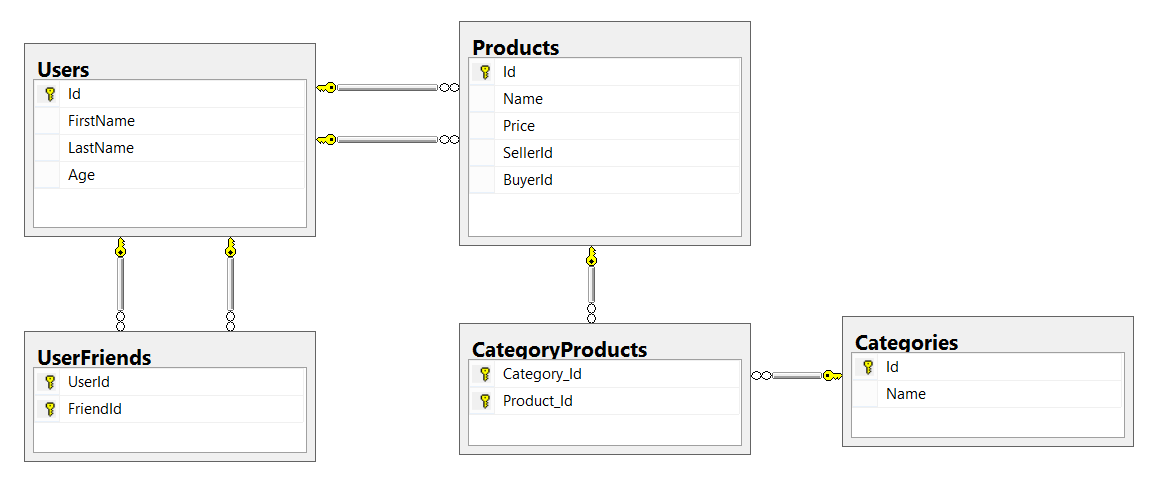 Users
Id
FirstName
LastName
Age
Products
Id
Name
Price
SellerId
BuyerId
UserFriends
UserId
FriendId
CategoryProducts
Category_Id
Product_Id
Categories
Id
Name